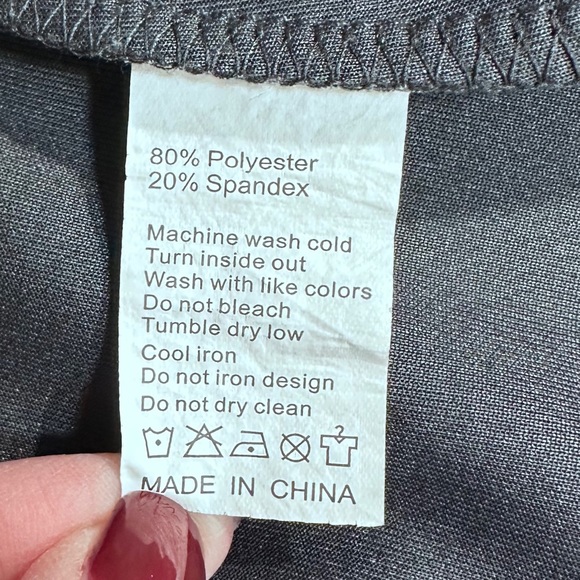 80% Polyester
20% Spandex
Machine wash cold
Turn inside out
Wash with like colors
Do not bleach
Tumble dry low
Cool iron
Do not iron design
Do not dry clean
MADE IN CHINA